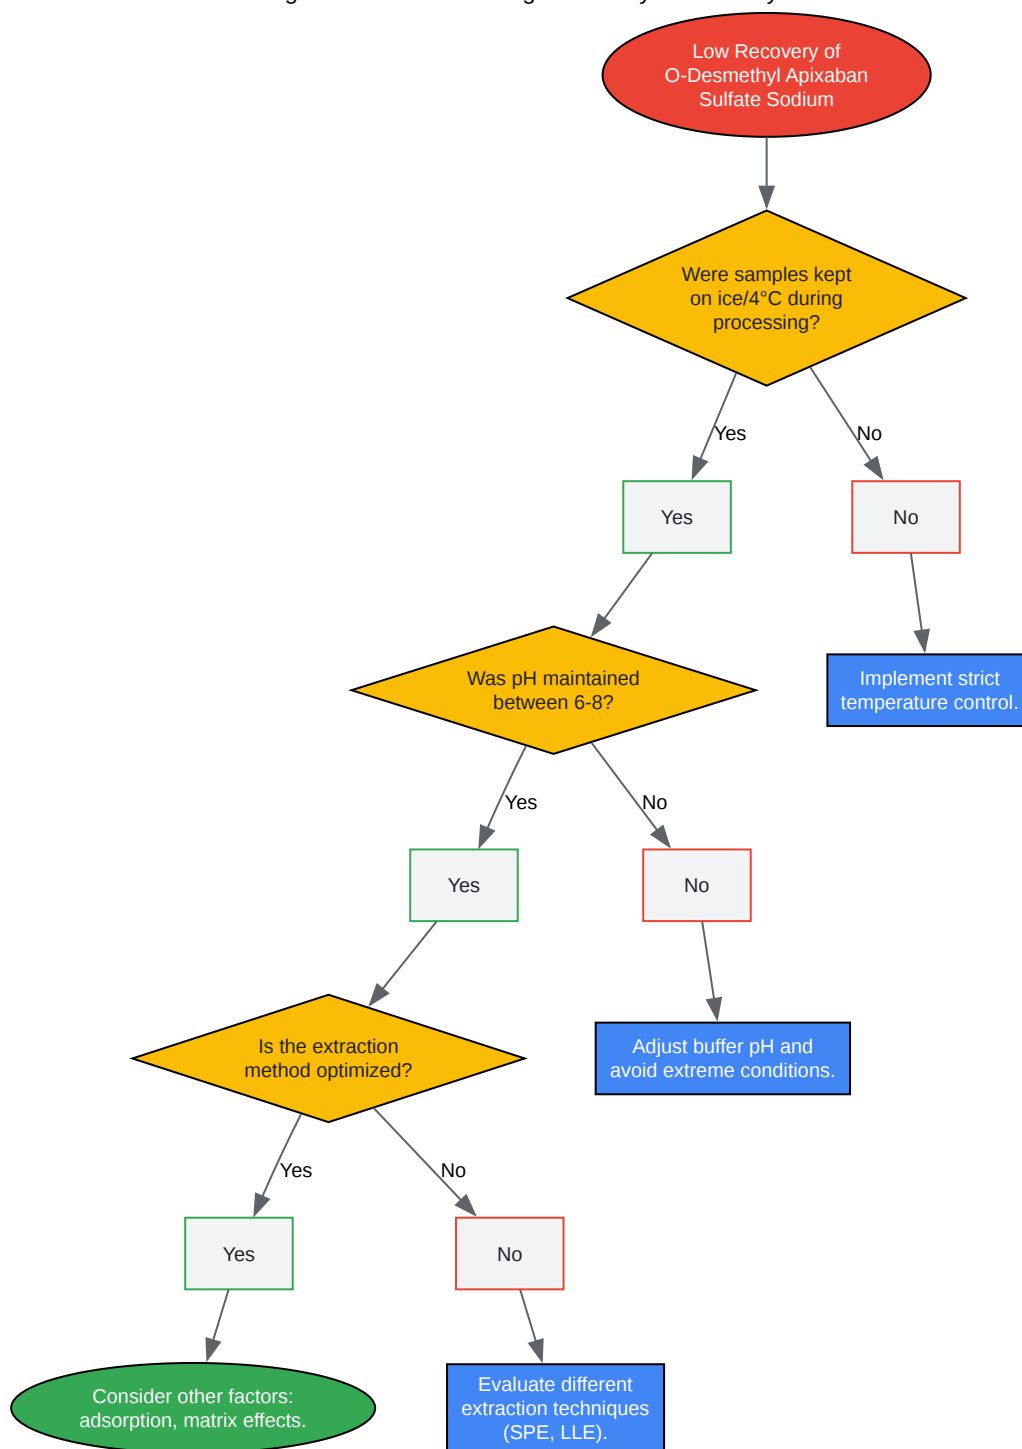 Low Recovery of
O-Desmethyl Apixaban
Sulfate Sodium
Were samples kept
on ice/4°C during
processing?
Yes
No
Yes
No
Was pH maintained
between 6-8?
Implement strict
temperature control.
Yes
No
Yes
No
Is the extraction
method optimized?
Adjust buffer pH and
avoid extreme conditions.
Yes
No
Yes
No
Consider other factors:
adsorption, matrix effects.
Evaluate different
extraction techniques
(SPE, LLE).